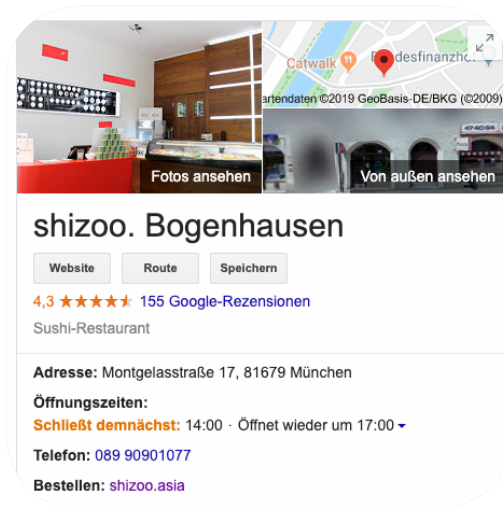 Catwalk
desfinanzho
artendaten ©2019 GeoBasis-DE/BKG (©2009)
Fotos ansehen
Von außen ansehen
shizoo. Bogenhausen
Website Route Speichern
4,3 155 Google-Rezensionen
Sushi-Restaurant
Adresse: Montgelasstraße 17, 81679 München
Öffnungszeiten:
Schließt demnächst: 14:00 · Öffnet wieder um 17:00
Telefon: 089 90901077
Bestellen: shizoo.asia